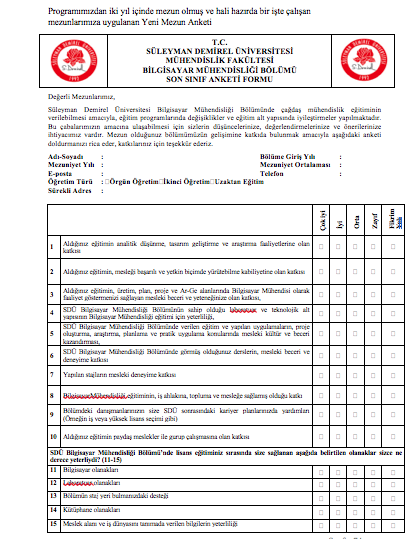 Programımızdan iki yıl içinde mezun olmuş ve hali hazırda bir işte çalışan
mezunlarımıza uygulanan Yeni Mezun Anketi
T.C.
SÜLEYMAN DEMİREL ÜNİVERSİTESİ
MÜHENDİSLİK FAKÜLTESİ
BİLGİSAYAR MÜHENDİSLİĞİ BÖLÜMÜ
SON SINIF ANKETİ FORMU
Değerli Mezunlarımız,
Süleyman Demirel Üniversitesi Bilgisayar Mühendisliği Bölümünde çağdaş mühendislik eğitiminin
verilebilmesi amacıyla, eğitim programlarında değişiklikler ve eğitim alt yapısında iyileştirmeler yapılmaktadır.
Bu çabalarımızın amacına ulaşabilmesi için sizlerin düşüncelerinize, değerlendirmelerinize ve önerilerinize
ihtiyacımız vardır. Mezun olduğunuz bölümümüzün gelişimine katkıda bulunmak amacıyla aşağıdaki anketi
doldurmanızı rica eder, katkılarınız için teşekkür ederiz.
Adı-Soyadı : Bölüme Giriş Yılı :
Mezuniyet Yılı : Mezuniyet Ortalaması :
E-posta : Telefon :
Öğretim Türü : □Örgün Öğretim□İkinci Öğretim□Uzaktan Eğitim
Sürekli Adres :
Çok iyi İyi Orta Zayıf Fikrim Yok
1 Aldığınız eğitimin analitik düşünme, tasarım geliştirme ve araştırma faaliyetlerine olan
katkısı
2 Aldığınız eğitimin, mesleği başarılı ve yetkin biçimde yürütebilme kabiliyetine olan katkısı
3 Aldığınız eğitimin, üretim, plan, proje ve Ar-Ge alanlarında Bilgisayar Mühendisi olarak
faaliyet göstermenizi sağlayan mesleki beceri ve yeteneğinize olan katkısı,
4 SDÜ Bilgisayar Mühendisliği Bölümünün sahip olduğu laboratuar ve teknolojik alt
yapının Bilgisayar Mühendisliği eğitimi için yeterliliği,
5 SDÜ Bilgisayar Mühendisliği Bölümünde verilen eğitim ve yapılan uygulamaların, proje
oluşturma, araştırma, planlama ve pratik uygulama konularında mesleki kültür ve beceri
kazandırması,
6 SDÜ Bilgisayar Mühendisliği Bölümünde görmüş olduğunuz derslerin, mesleki beceri ve
deneyime katkısı
7 Yapılan stajların mesleki deneyime katkısı
8 BilgisayarMühendisliği eğitiminin, iş ahlakına, topluma ve mesleğe sağlamış olduğu katkı
9 Bölümdeki danışmanlarınızın size SDÜ sonrasındaki kariyer planlarınızda yardımları
(Örneğin iş veya yüksek lisans seçimi gibi)
10 Aldığınız eğitimin paydaş meslekler ile gurup çalışmasına olan katkısı
SDÜ Bilgisayar Mühendisliği Bölümü'nde lisans eğitiminiz sırasında size sağlanan aşağıda belirtilen olanaklar sizce ne
derece yeterliydi? (11-15)
11 Bilgisayar olanakları
12 Laboratuar olanakları
13 Bölümün staj yeri bulmanızdaki desteği
14 Kütüphane olanakları
15 Meslek alanı ve iş dünyasını tanımada verilen bilgilerin yeterliliği